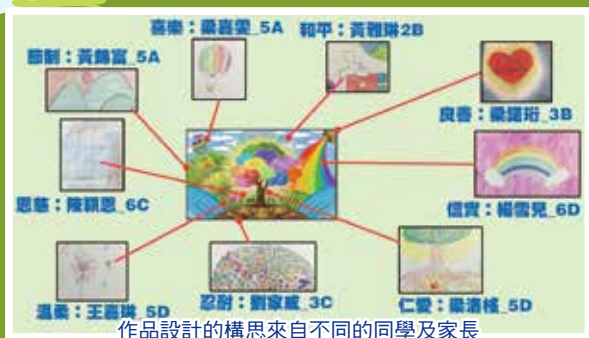 喜樂：梁嘉雯_5A
和平：黃雅琳2B
節制：黃錦富_5A
良善：梁諾珩_3B
恩慈：陳穎恩_6C
信實：楊雪兒_6D
溫柔：王嘉琪_5D
忍耐：劉家威_3C
仁愛：梁洛榣_5D
作品設計的構思來自不同的同學及家長